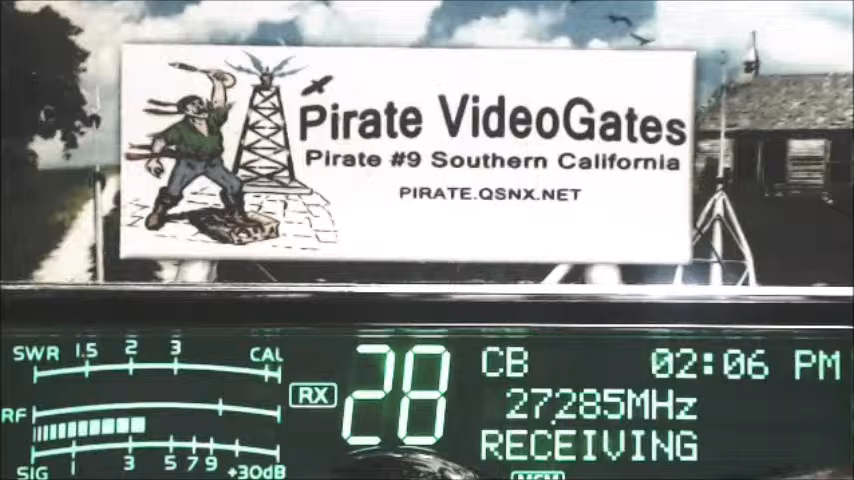 Pirate VideoGates
Pirate #9 Southern California
PIRATE.QSNX.NET
SWR 1.5 2 3 CAL
RX
28
CB
02:06 PM
27.285MHz
RECEIVING
RF
SIG 1 3 5 7 9 +30dB
MEM